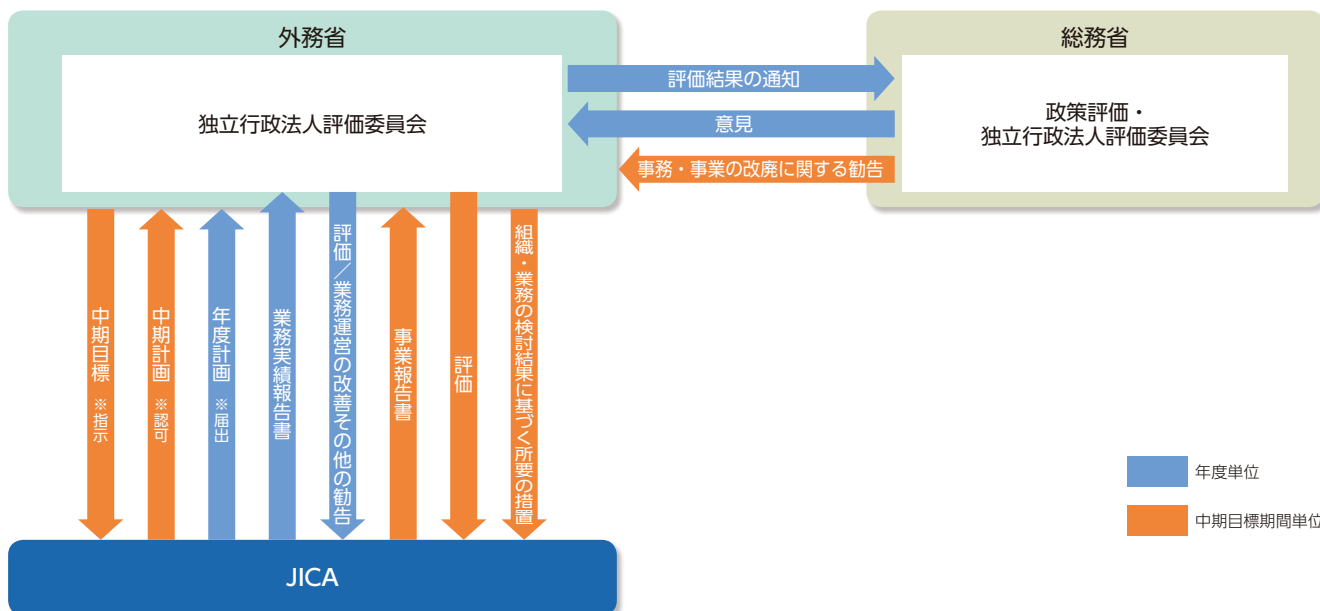 外務省
総務省
独立行政法人評価委員会
政策評価・
独立行政法人評価委員会
評価結果の通知
意見
事務・事業の改廃に関する勧告
中期目標 ※指示
中期計画 ※認可
年度計画 ※届出
業務実績報告書
評価／業務運営の改善その他の勧告
事業報告書
評価
組織・業務の検討結果に基づく所要の措置
年度単位
中期目標期間単位
JICA